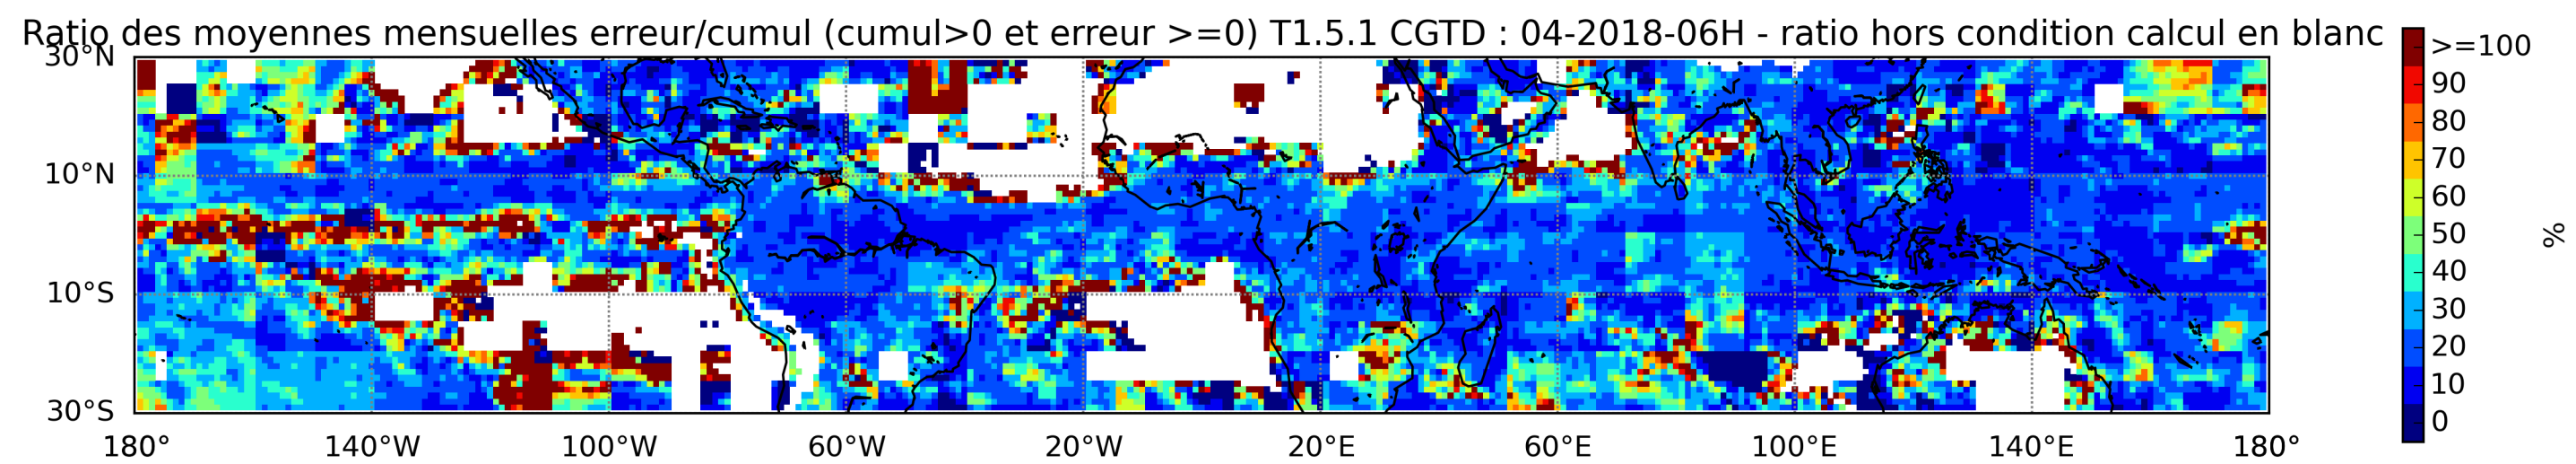 Ratio des moyennes mensuelles erreur/cumul (cumul>0 et erreur >=0) T1.5.1 CGTD : 04-2018-06H - ratio hors condition calcul en blanc
30°N
10°N
10°S
30°S
180°
140°W
100°W
60°W
20°W
20°E
60°E
100°E
140°E
180°
>=100
90
80
70
60
50
40
30
20
10
0
%